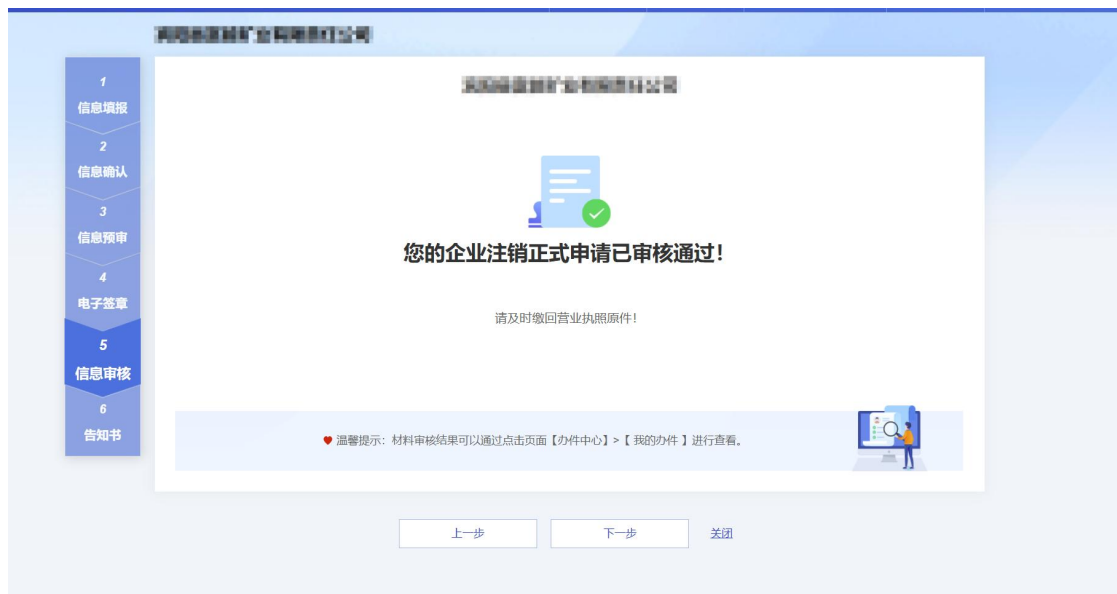 1
信息填报
2
信息确认
3
信息预审
4
电子签章
5
信息审核
6
告知书
您的企业注销正式申请已审核通过！
请及时缴回营业执照原件！
温馨提示：材料审核结果可以通过点击页面【办件中心】>【 我的办件 】进行查看。
上一步
下一步
关闭